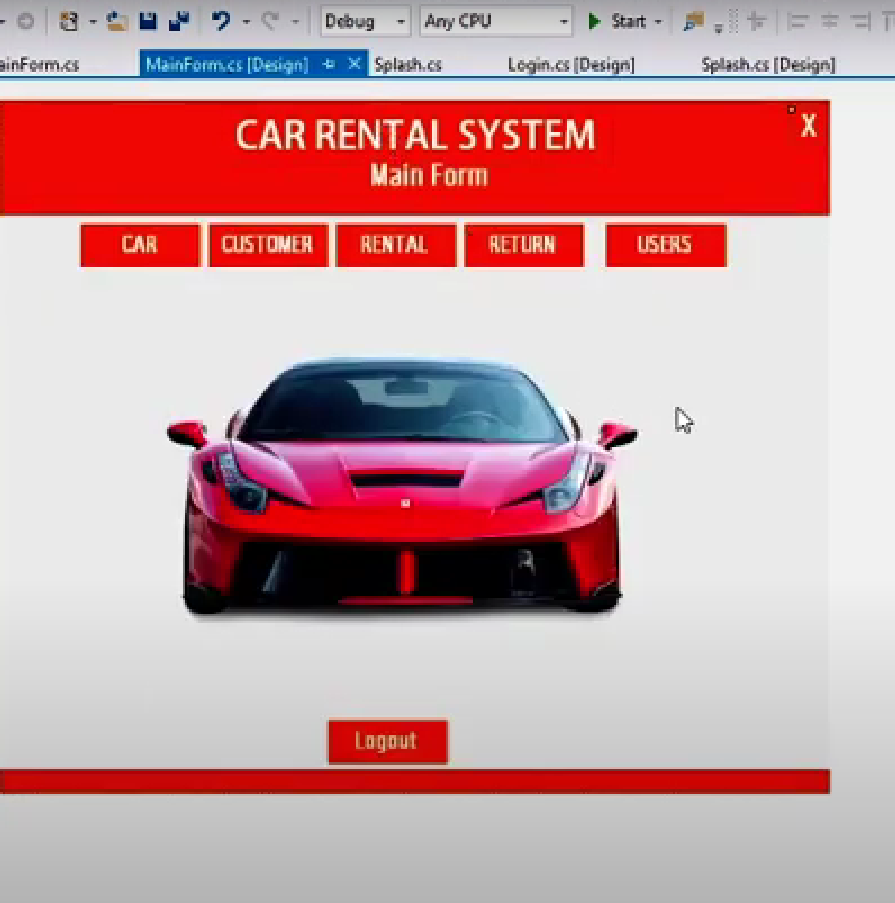 Debug Any CPU Start
ainForm.cs MainForm.cs [Design] Splash.cs Login.cs [Design] Splash.cs [Design]
CAR RENTAL SYSTEM X
Main Form
CAR CUSTOMER RENTAL RETURN USERS
Logout